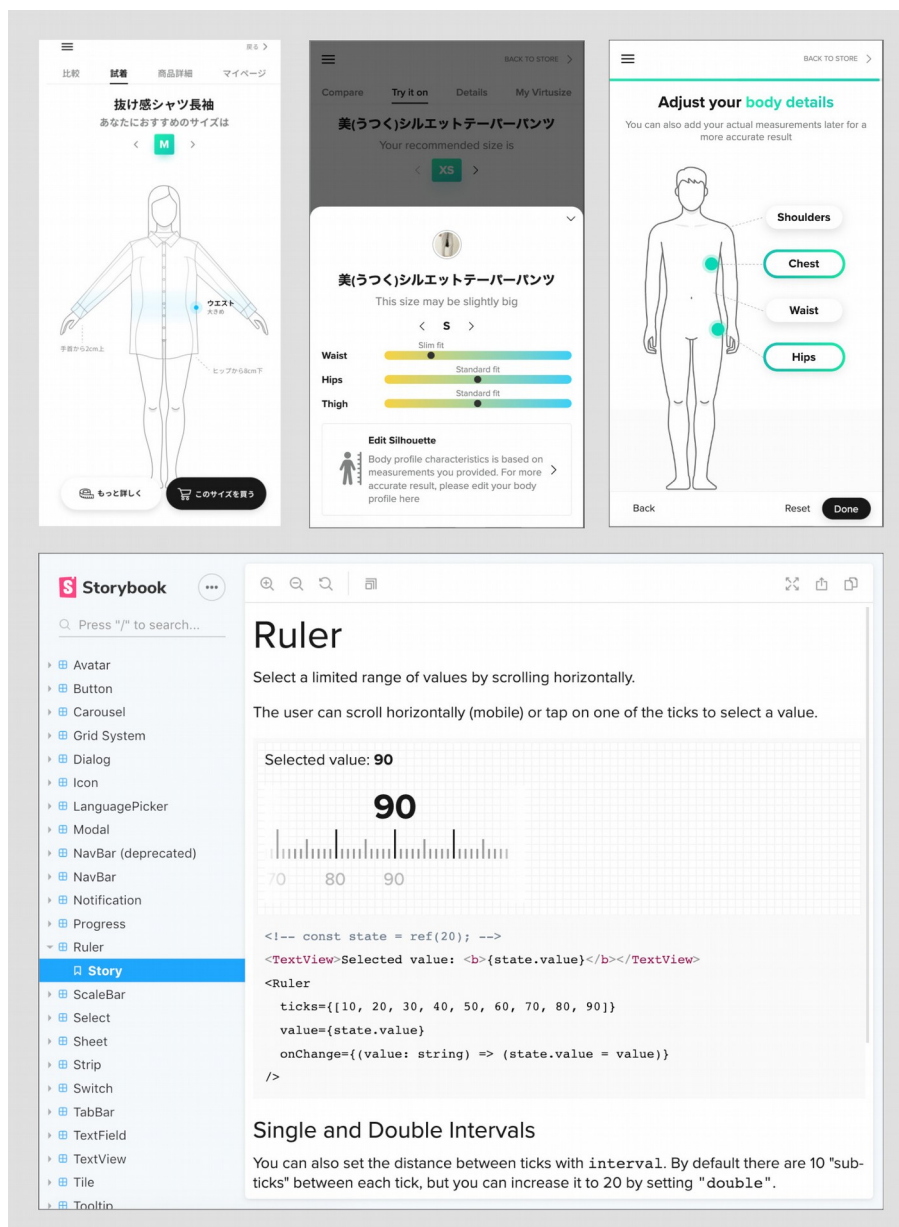 戻る
比較 試着 商品詳細 マイページ
抜け感シャツ長袖
あなたにおすすめのサイズは
M
ウエスト
大きめ
手首から2cm上
ヒップから8cm下
もっと詳しく
このサイズを買う
BACK TO STORE
Compare Try it on Details My Virtusize
美(うつく)シルエットテーパーパンツ
Your recommended size is
XS
美(うつく)シルエットテーパーパンツ
This size may be slightly big
S
Slim fit
Waist
Standard fit
Hips
Standard fit
Thigh
Edit Silhouette
Body profile characteristics is based on
measurements you provided. For more
accurate result, please edit your body
profile here
BACK TO STORE
Adjust your body details
You can also add your actual measurements later for a
more accurate result
Shoulders
Chest
Waist
Hips
Back Reset Done
S Storybook
Press "/" to search...
Avatar
Button
Carousel
Grid System
Dialog
Icon
LanguagePicker
Modal
NavBar (deprecated)
NavBar
Notification
Progress
Ruler
Story
ScaleBar
Select
Sheet
Strip
Switch
TabBar
TextField
TextView
Tile
Tooltip
Ruler
Select a limited range of values by scrolling horizontally.
The user can scroll horizontally (mobile) or tap on one of the ticks to select a value.
Selected value: 90
90
70 80 90
<!-- const state = ref(20); -->
<TextView>Selected value: <b>{state.value}</b></TextView>
<Ruler
ticks={[10, 20, 30, 40, 50, 60, 70, 80, 90]}
value={state.value}
onChange={(value: string) => (state.value = value)}
/>
Single and Double Intervals
You can also set the distance between ticks with interval. By default there are 10 "sub-
ticks" between each tick, but you can increase it to 20 by setting "double".